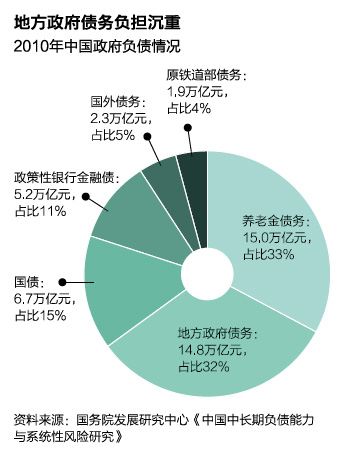 地方政府债务负担沉重
2010年中国政府负债情况
原铁道部债务：
1.9万亿元，
占比4%
国外债务：
2.3万亿元，
占比5%
政策性银行金融债：
5.2万亿元，
占比11%
养老金债务：
15.0万亿元，
占比33%
国债：
6.7万亿元，
占比15%
地方政府债务：
14.8万亿元，
占比32%
资料来源：国务院发展研究中心《中国中长期负债能力
与系统性风险研究》